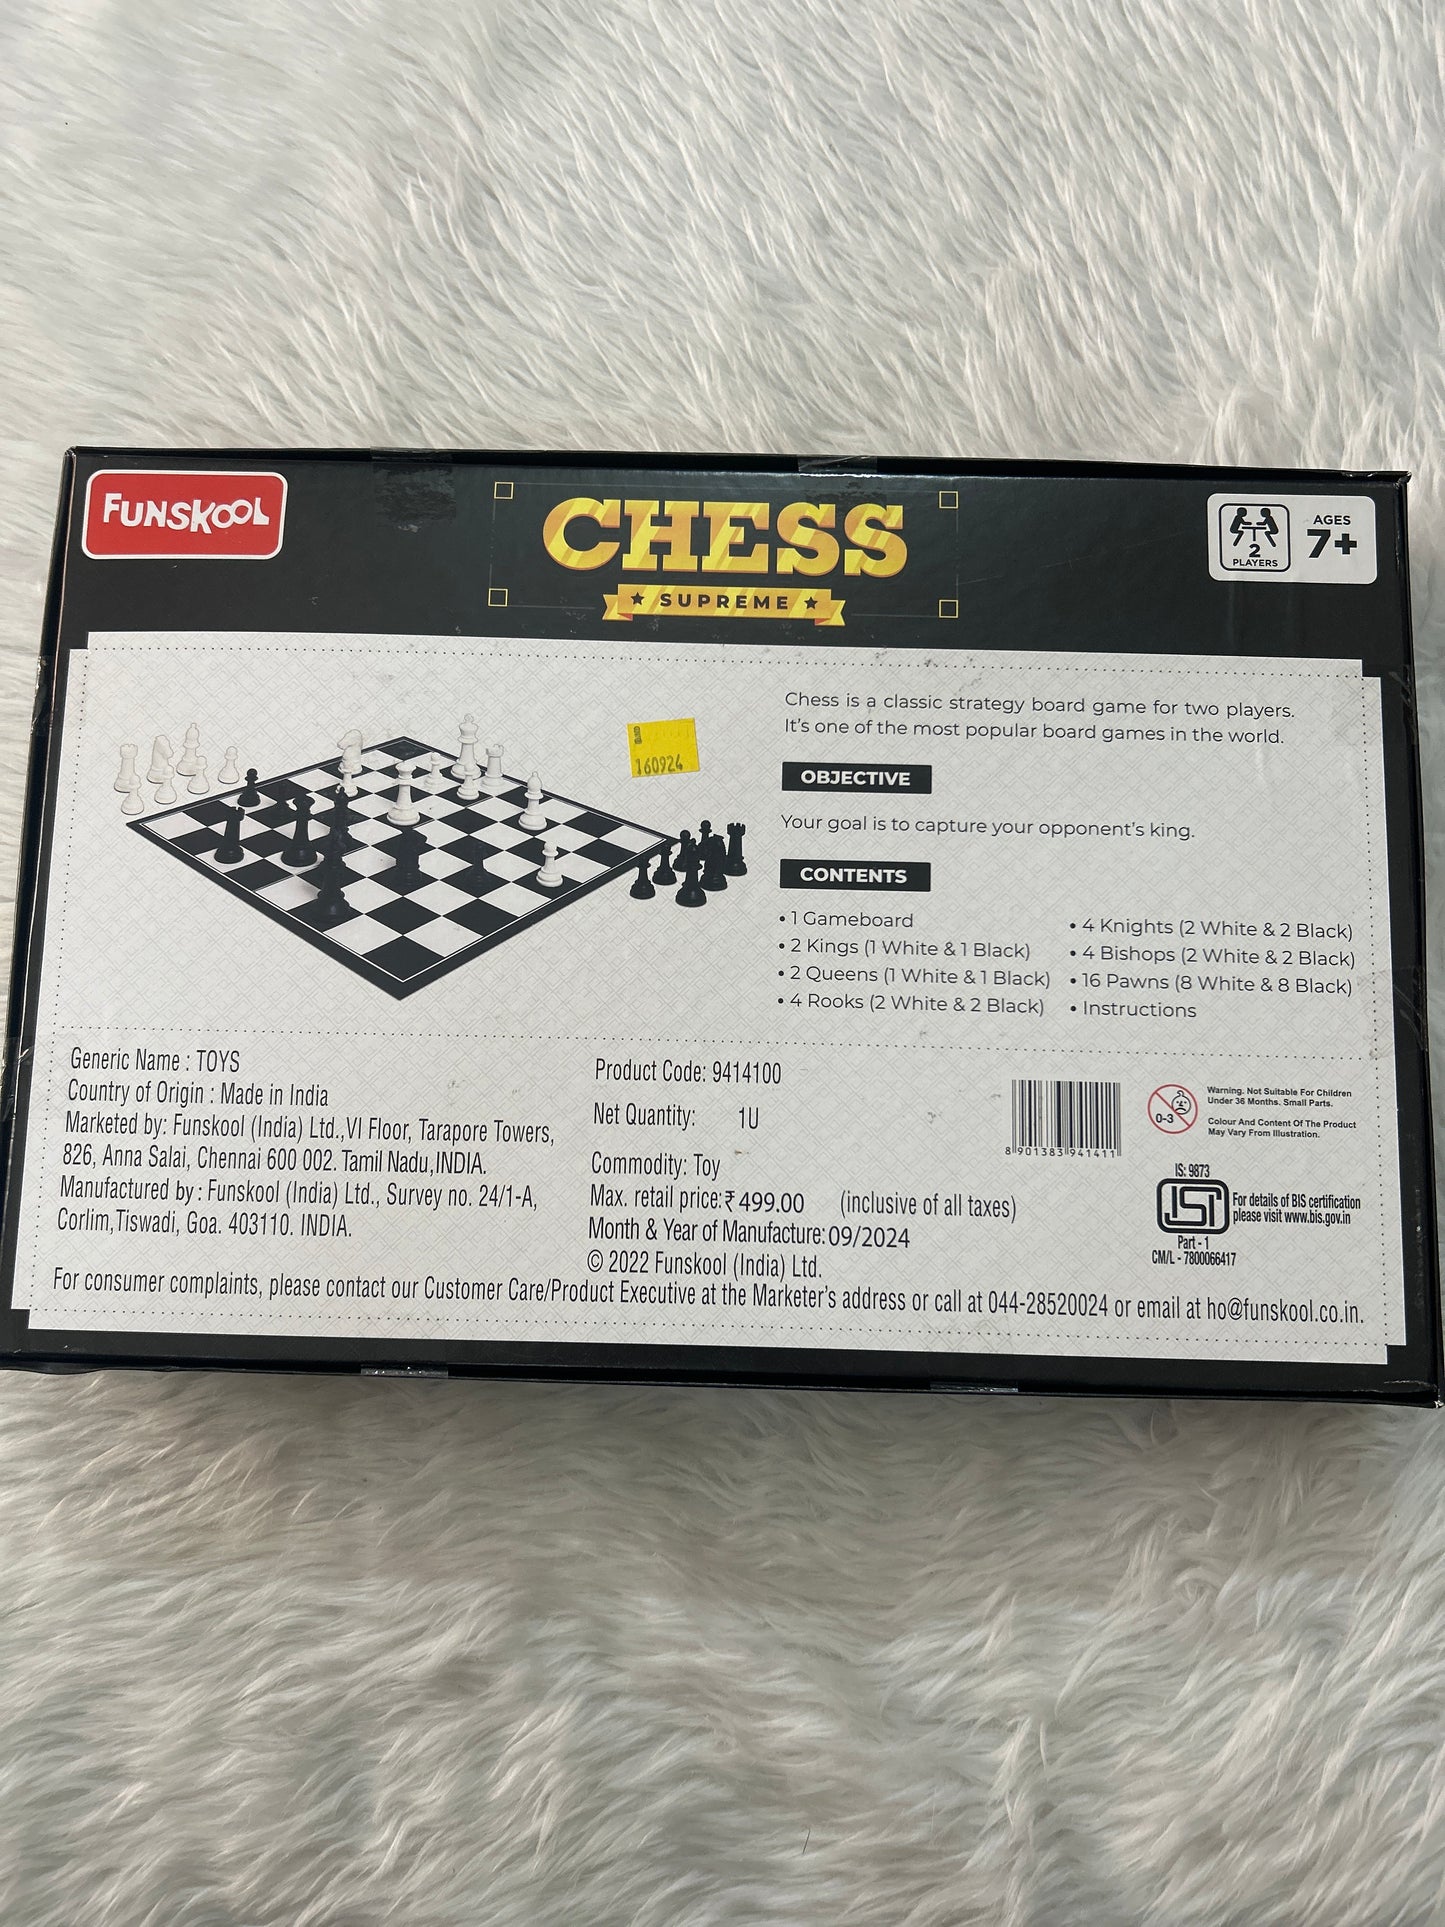 FUNSKOOL
CHESS
SUPREME
2
PLAYERS
AGES
7+
160924
Chess is a classic strategy board game for two players.
It's one of the most popular board games in the world.
OBJECTIVE
Your goal is to capture your opponent's king.
CONTENTS
• 1 Gameboard
• 2 Kings (1 White & 1 Black)
• 2 Queens (1 White & 1 Black)
• 4 Rooks (2 White & 2 Black)
• 4 Knights (2 White & 2 Black)
• 4 Bishops (2 White & 2 Black)
• 16 Pawns (8 White & 8 Black)
• Instructions
Generic Name : TOYS
Country of Origin : Made in India
Marketed by: Funskool (India) Ltd.,VI Floor, Tarapore Towers,
826, Anna Salai, Chennai 600 002. Tamil Nadu,INDIA.
Manufactured by : Funskool (India) Ltd., Survey no. 24/1-A,
Corlim,Tiswadi, Goa. 403110. INDIA.
Product Code: 9414100
Net Quantity: 1U
Commodity: Toy
Max. retail price:₹ 499.00 (inclusive of all taxes)
Month & Year of Manufacture: 09/2024
© 2022 Funskool (India) Ltd.
8 901383 941411
0-3
Warning. Not Suitable For Children
Under 36 Months. Small Parts.
Colour And Content Of The Product
May Vary From Illustration.
IS: 9873
ISI
For details of BIS certification
please visit www.bis.gov.in
Part - 1
CM/L - 7800066417
For consumer complaints, please contact our Customer Care/Product Executive at the Marketer's address or call at 044-28520024 or email at ho@funskool.co.in.